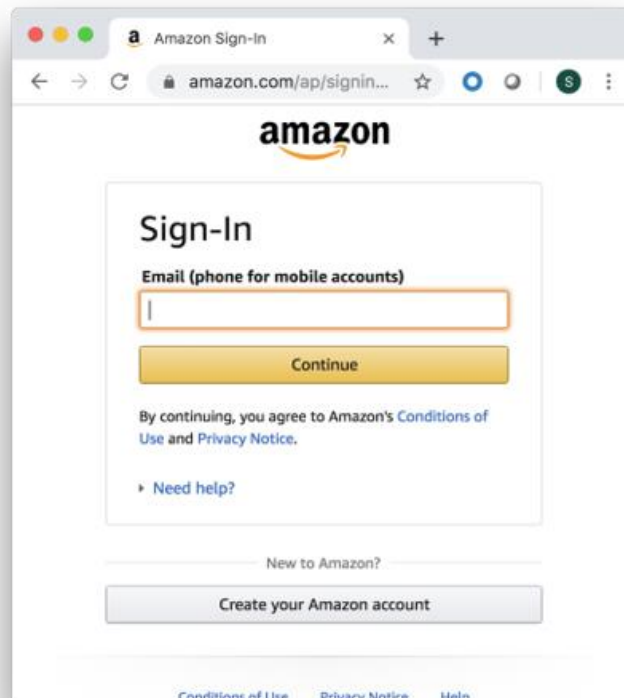 a Amazon Sign-In
amazon.com/ap/signin...
S
amazon
Sign-In
Email (phone for mobile accounts)
Continue
By continuing, you agree to Amazon's Conditions of
Use and Privacy Notice.
Need help?
New to Amazon?
Create your Amazon account
Conditions of Use Privacy Notice Help